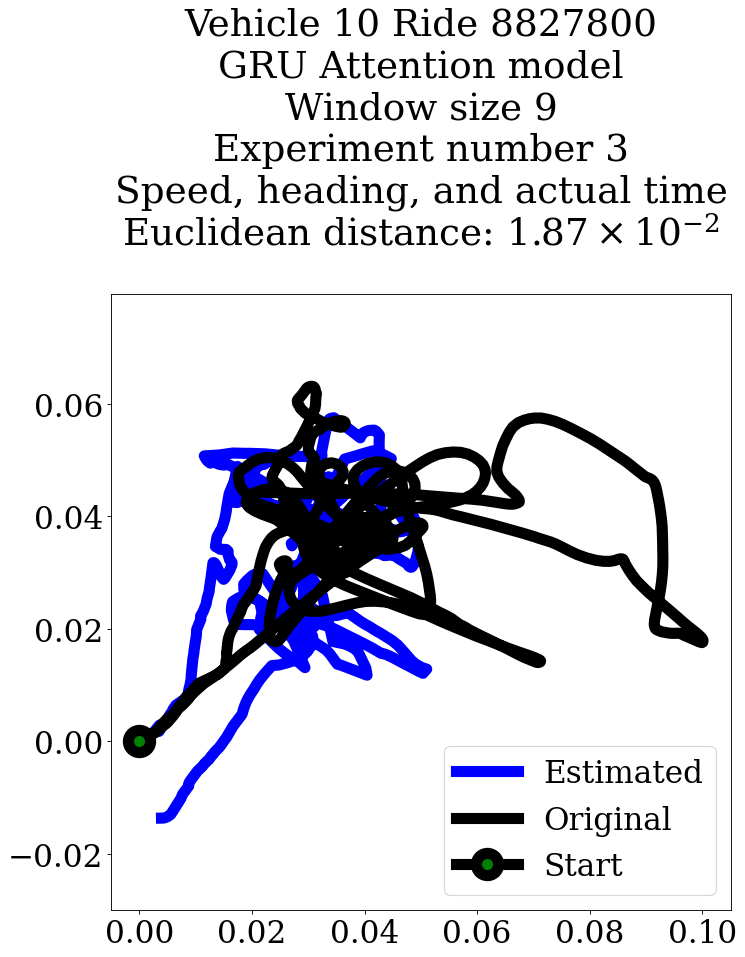 Vehicle 10 Ride 8827800
GRU Attention model
Window size 9
Experiment number 3
Speed, heading, and actual time
Euclidean distance: 1.87 × 10⁻²
0.06
0.04
0.02
0.00
−0.02
Estimated
Original
Start
0.00 0.02 0.04 0.06 0.08 0.10